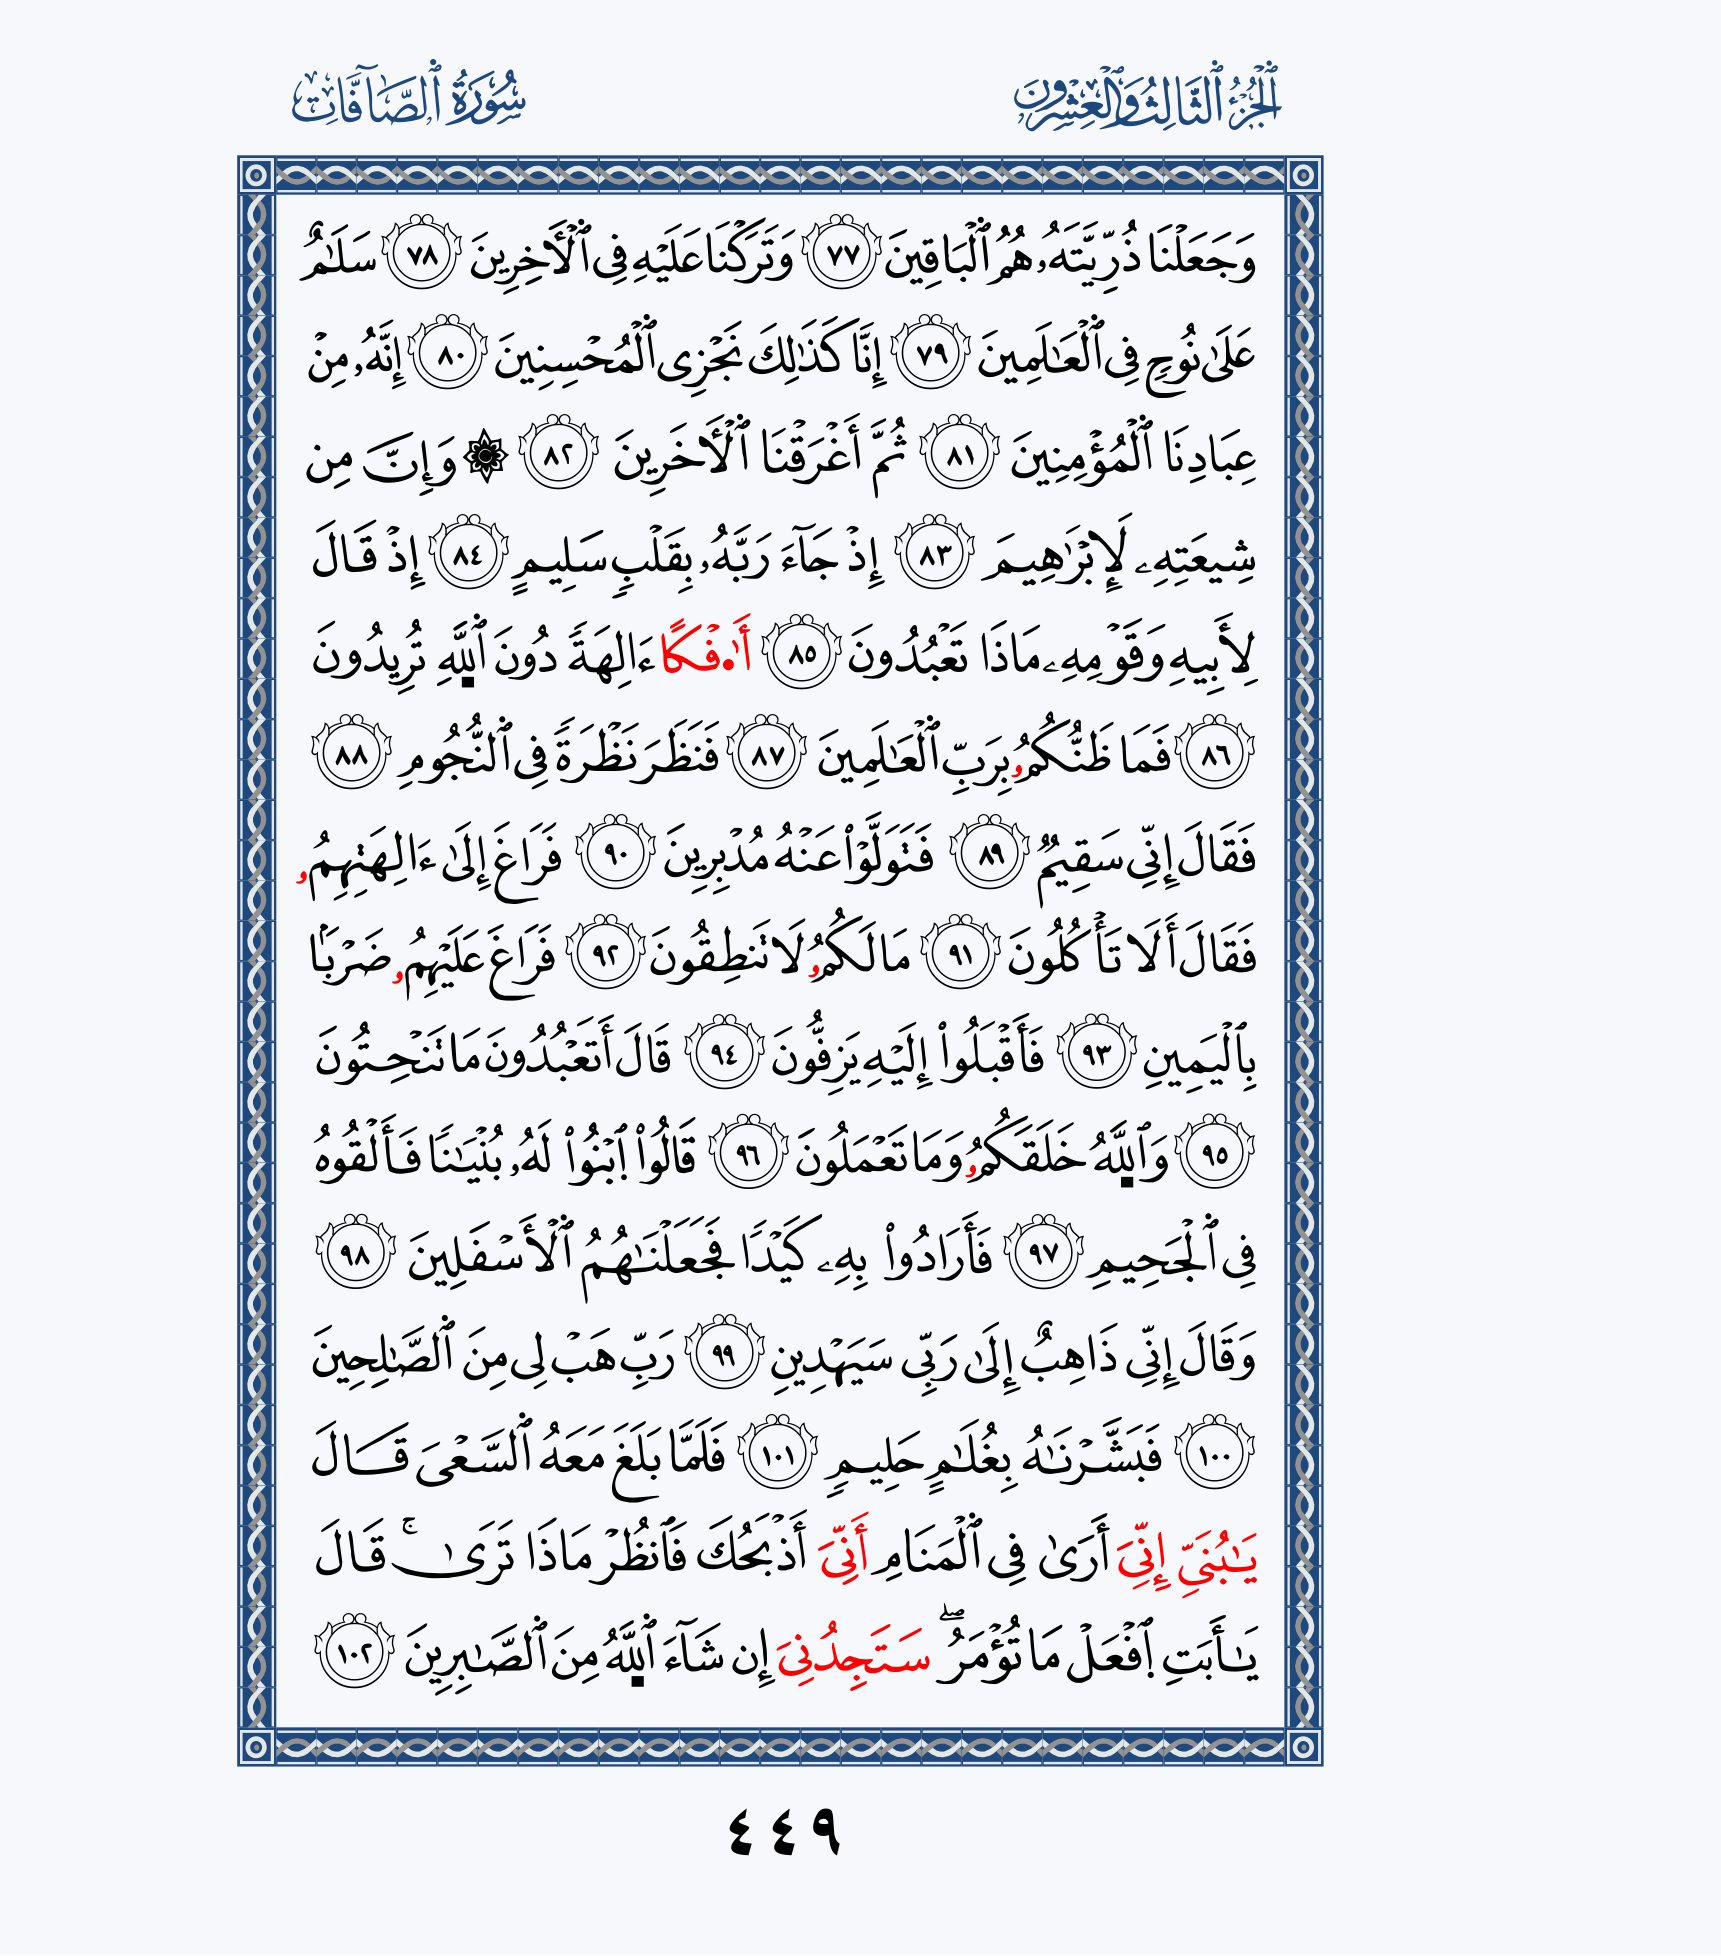 ٱلْجُزْءُ ٱلثَّالِثُ وَٱلْعِشْرُونَ
سُورَةُ ٱلصَّآفَّاتِ
وَجَعَلْنَا ذُرِّيَّتَهُۥ هُمُ ٱلْبَاقِينَ ٧٧ وَتَرَكْنَا عَلَيْهِ فِى ٱلْأَخِرِينَ ٧٨ سَلَٰمٌ
عَلَىٰ نُوحٍ فِى ٱلْعَٰلَمِينَ ٧٩ إِنَّا كَذَٰلِكَ نَجْزِى ٱلْمُحْسِنِينَ ٨٠ إِنَّهُۥ مِنْ
عِبَادِنَا ٱلْمُؤْمِنِينَ ٨١ ثُمَّ أَغْرَقْنَا ٱلْأَخَرِينَ ٨٢ ۞ وَإِنَّ مِن
شِيعَتِهِۦ لَإِبْرَٰهِيمَ ٨٣ إِذْ جَآءَ رَبَّهُۥ بِقَلْبٍ سَلِيمٍ ٨٤ إِذْ قَالَ
لِأَبِيهِ وَقَوْمِهِۦ مَاذَا تَعْبُدُونَ ٨٥ أَٰ۬فْكًا ءَالِهَةً دُونَ ٱللَّهِ تُرِيدُونَ
٨٦ فَمَا ظَنُّكُمُۥ بِرَبِّ ٱلْعَٰلَمِينَ ٨٧ فَنَظَرَ نَظْرَةً فِى ٱلنُّجُومِ ٨٨
فَقَالَ إِنِّى سَقِيمٌ ٨٩ فَتَوَلَّوْا۟ عَنْهُ مُدْبِرِينَ ٩٠ فَرَاغَ إِلَىٰ ءَالِهَتِهِمُۥ
فَقَالَ أَلَا تَأْكُلُونَ ٩١ مَا لَكُمُۥ لَا تَنطِقُونَ ٩٢ فَرَاغَ عَلَيْهِمُۥ ضَرْبًۢا
بِٱلْيَمِينِ ٩٣ فَأَقْبَلُوا۟ إِلَيْهِ يَزِفُّونَ ٩٤ قَالَ أَتَعْبُدُونَ مَا تَنْحِتُونَ
٩٥ وَٱللَّهُ خَلَقَكُمُۥ وَمَا تَعْمَلُونَ ٩٦ قَالُوا۟ ٱبْنُوا۟ لَهُۥ بُنْيَٰنًا فَأَلْقُوهُ
فِى ٱلْجَحِيمِ ٩٧ فَأَرَادُوا۟ بِهِۦ كَيْدًا فَجَعَلْنَٰهُمُ ٱلْأَسْفَلِينَ ٩٨
وَقَالَ إِنِّى ذَاهِبٌ إِلَىٰ رَبِّى سَيَهْدِينِ ٩٩ رَبِّ هَبْ لِى مِنَ ٱلصَّٰلِحِينَ
١٠٠ فَبَشَّرْنَٰهُ بِغُلَٰمٍ حَلِيمٍ ١٠١ فَلَمَّا بَلَغَ مَعَهُ ٱلسَّعْىَ قَالَ
يَٰبُنَىِّ إِنِّىَ أَرَىٰ فِى ٱلْمَنَامِ أَنِّىَ أَذْبَحُكَ فَٱنظُرْ مَاذَا تَرَىٰ ۚ قَالَ
يَٰأَبَتِ ٱفْعَلْ مَا تُؤْمَرُ ۖ سَتَجِدُنِىَ إِن شَآءَ ٱللَّهُ مِنَ ٱلصَّٰبِرِينَ ١٠٢
٤٤٩